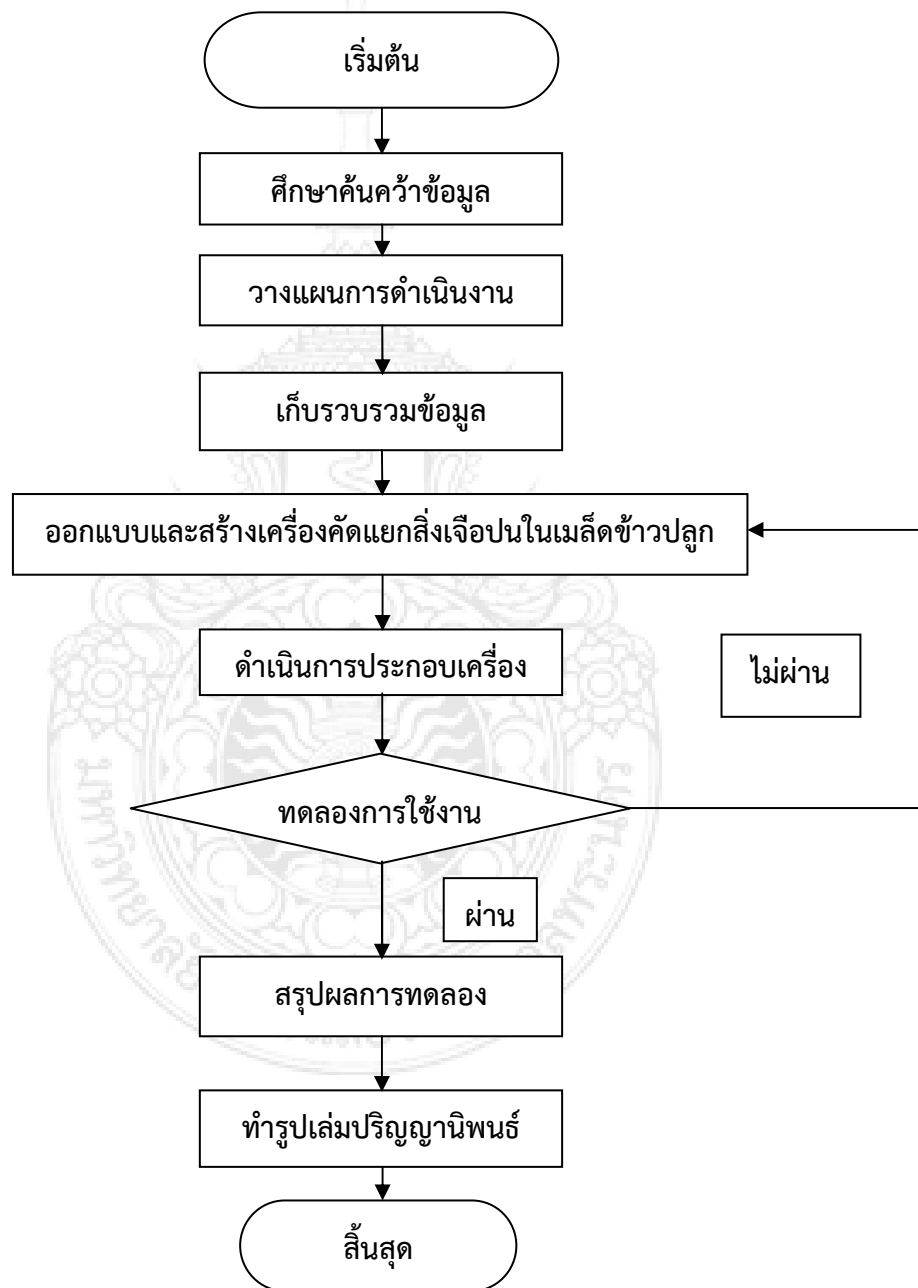 เริ่มต้น
ศึกษาค้นคว้าข้อมูล
วางแผนการดำเนินงาน
เก็บรวบรวมข้อมูล
ออกแบบและสร้างเครื่องคัดแยกสิ่งเจือปนในเมล็ดข้าวปลูก
ดำเนินการประกอบเครื่อง
ไม่ผ่าน
ทดลองการใช้งาน
ผ่าน
สรุปผลการทดลอง
ทำรูปเล่มปริญญานิพนธ์
สิ้นสุด